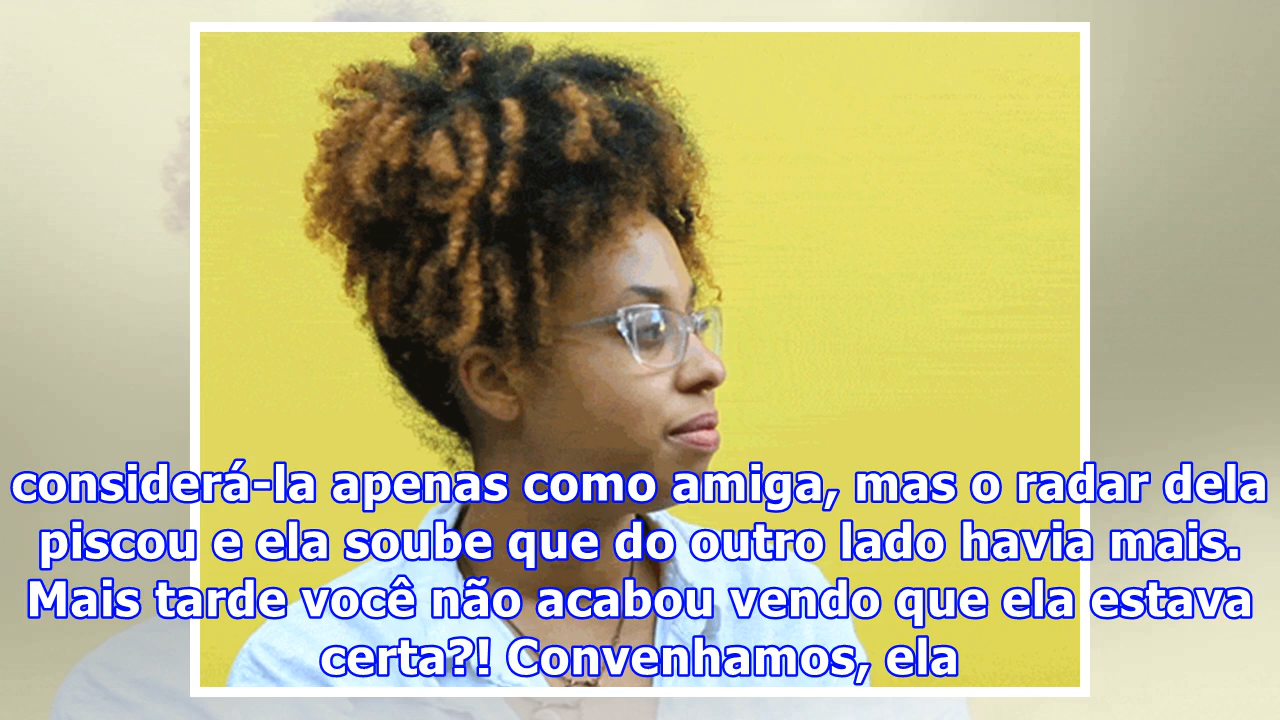 considerá-la apenas como amiga, mas o radar dela
piscou e ela soube que do outro lado havia mais.
Mais tarde você não acabou vendo que ela estava
certa?! Convenhamos, ela